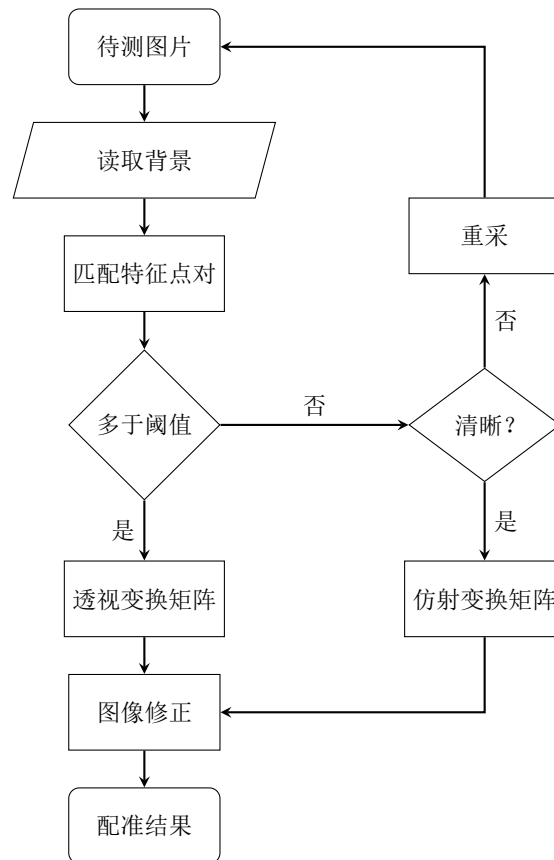 待测图片
读取背景
重采
匹配特征点对
否
否
多于阈值
清晰?
是
是
透视变换矩阵
仿射变换矩阵
图像修正
配准结果